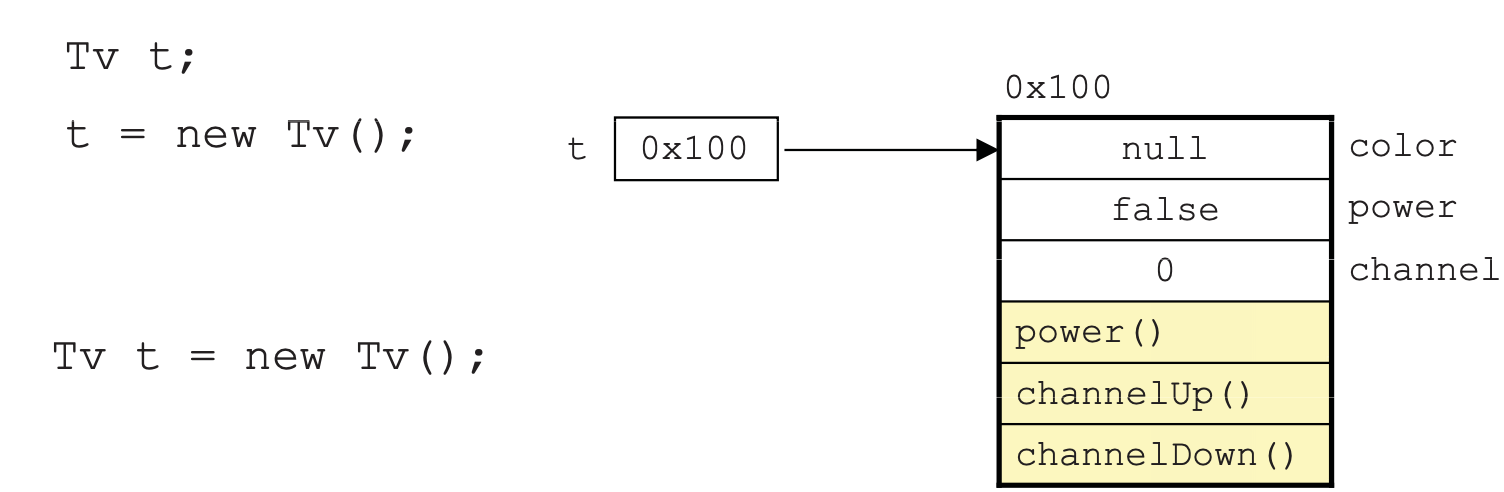 Tv t;
t = new Tv();
Tv t = new Tv();
t 0x100
0x100
null color
false power
0 channel
power()
channelUp()
channelDown()